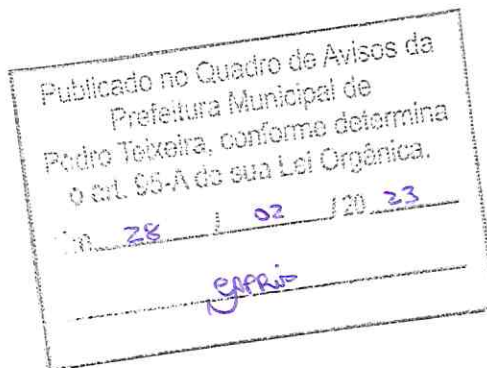 Publicado no Quadro de Avisos da
Prefeitura Municipal de
Pedro Teixeira, conforme determina
o art. 95-A de sua Lei Orgânica.
28 / 02 / 20 23